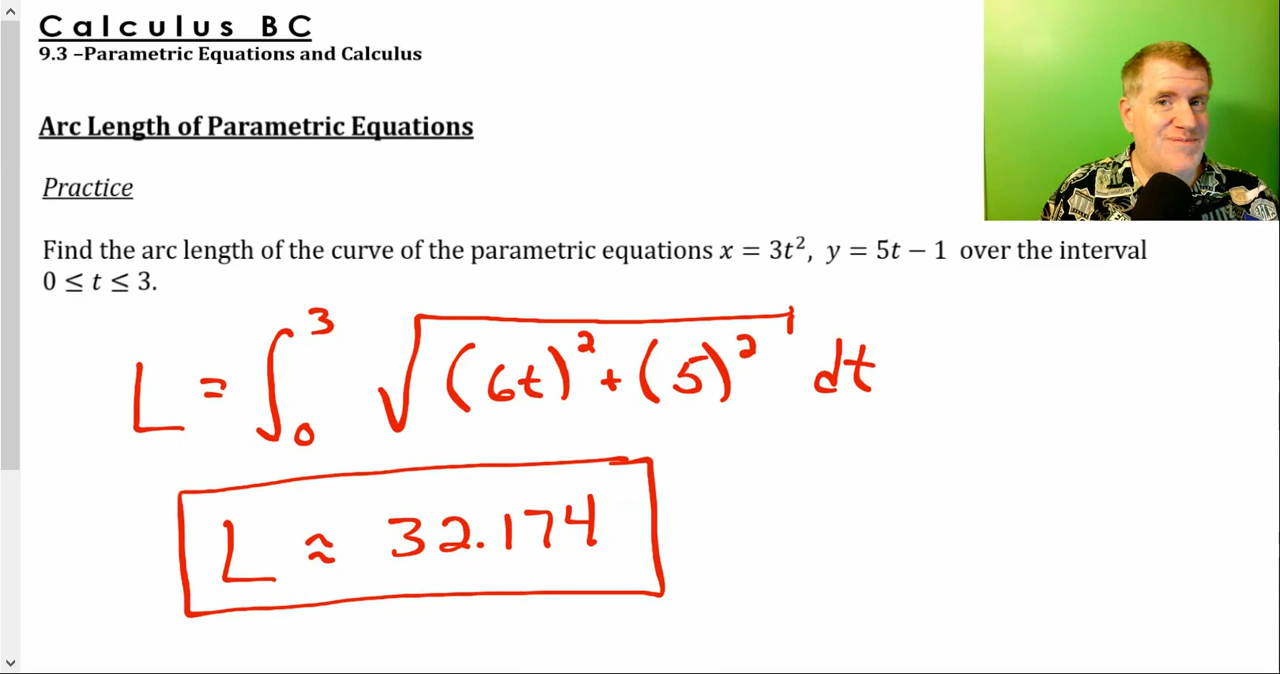 Calculus BC
9.3 –Parametric Equations and Calculus
Arc Length of Parametric Equations
Practice
Find the arc length of the curve of the parametric equations x = 3t², y = 5t − 1 over the interval
0 ≤ t ≤ 3.
L = ∫₀³ √((6t)² + (5)²) dt
L ≈ 32.174